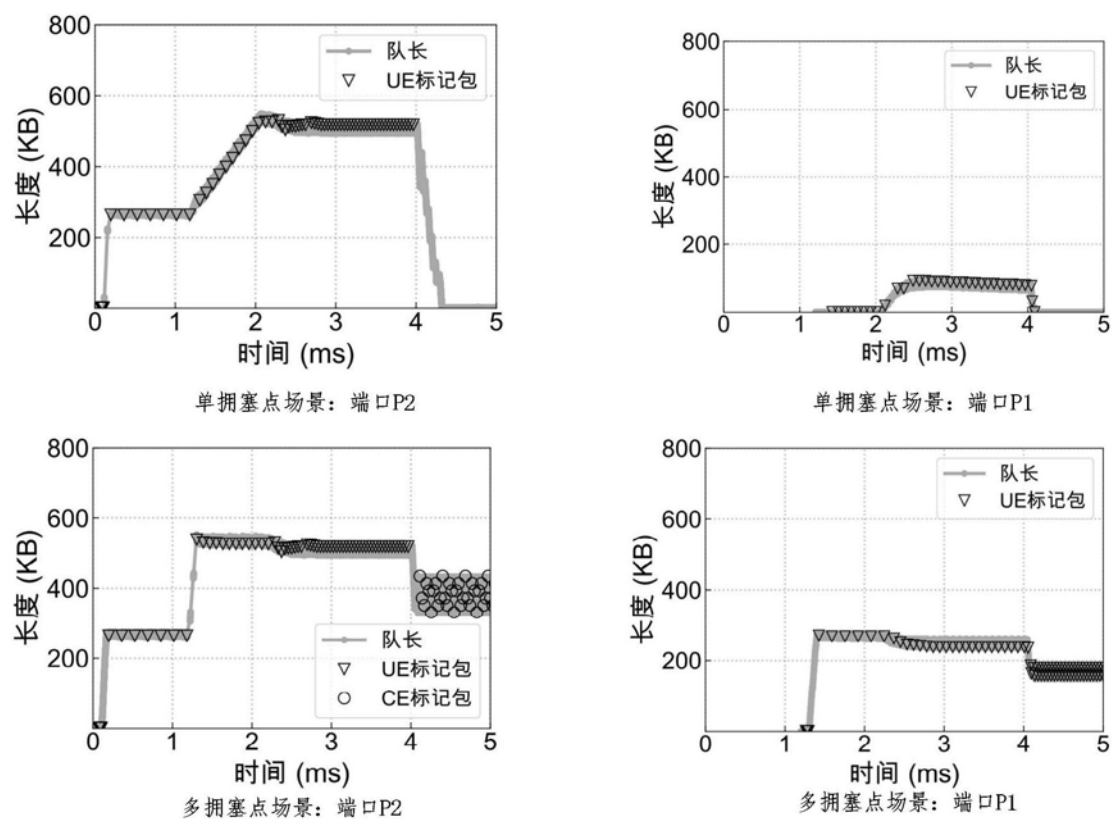 800
600
400
200
0
1
2
3
4
5
长度 (KB)
时间 (ms)
队长
UE标记包
单拥塞点场景：端口P2
800
600
400
200
0
1
2
3
4
5
长度 (KB)
时间 (ms)
队长
UE标记包
单拥塞点场景：端口P1
800
600
400
200
0
1
2
3
4
5
长度 (KB)
时间 (ms)
队长
UE标记包
CE标记包
多拥塞点场景：端口P2
800
600
400
200
0
1
2
3
4
5
长度 (KB)
时间 (ms)
队长
UE标记包
多拥塞点场景：端口P1